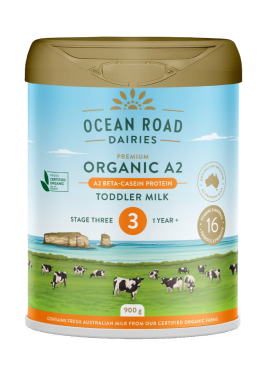 OCEAN ROAD
DAIRIES
PREMIUM
ORGANIC A2
A2 BETA-CASEIN PROTEIN
TODDLER MILK
STAGE THREE 3 1 YEAR +
16
900g
CONTAINS FRESH AUSTRALIAN MILK FROM OUR CERTIFIED ORGANIC FARMS